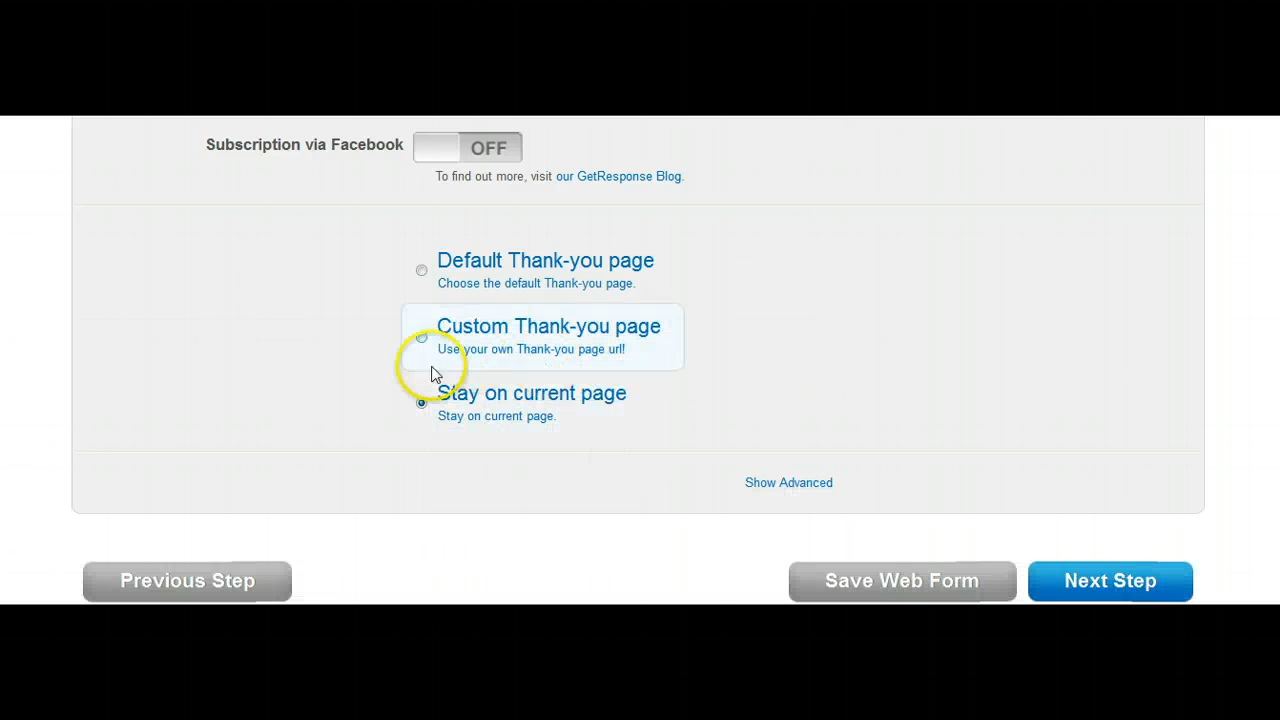 Subscription via Facebook OFF
To find out more, visit our GetResponse Blog.
Default Thank-you page
Choose the default Thank-you page.
Custom Thank-you page
Use your own Thank-you page url!
Stay on current page
Stay on current page.
Show Advanced
Previous Step Save Web Form Next Step